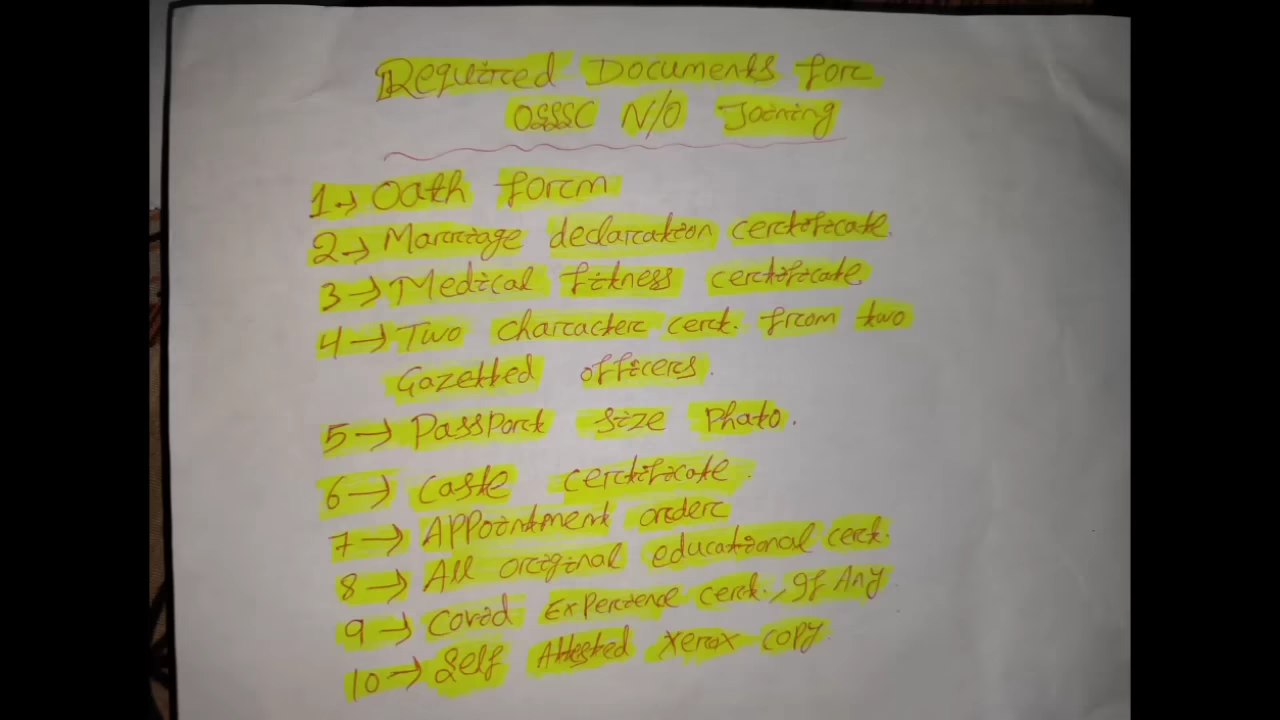 Required Documents for
OSSSC N/O Joining
1→ Oath form
2→ Marriage declaration certificate.
3→ Medical fitness certificate
4→ Two character cert. from two
Gazetted officers.
5→ Passport size Phato.
6→ Caste certificate.
7→ Appointment order
8→ All original educational cert.
9→ Covid Experience cert., If Any
10→ Self Attested Xerox copy.